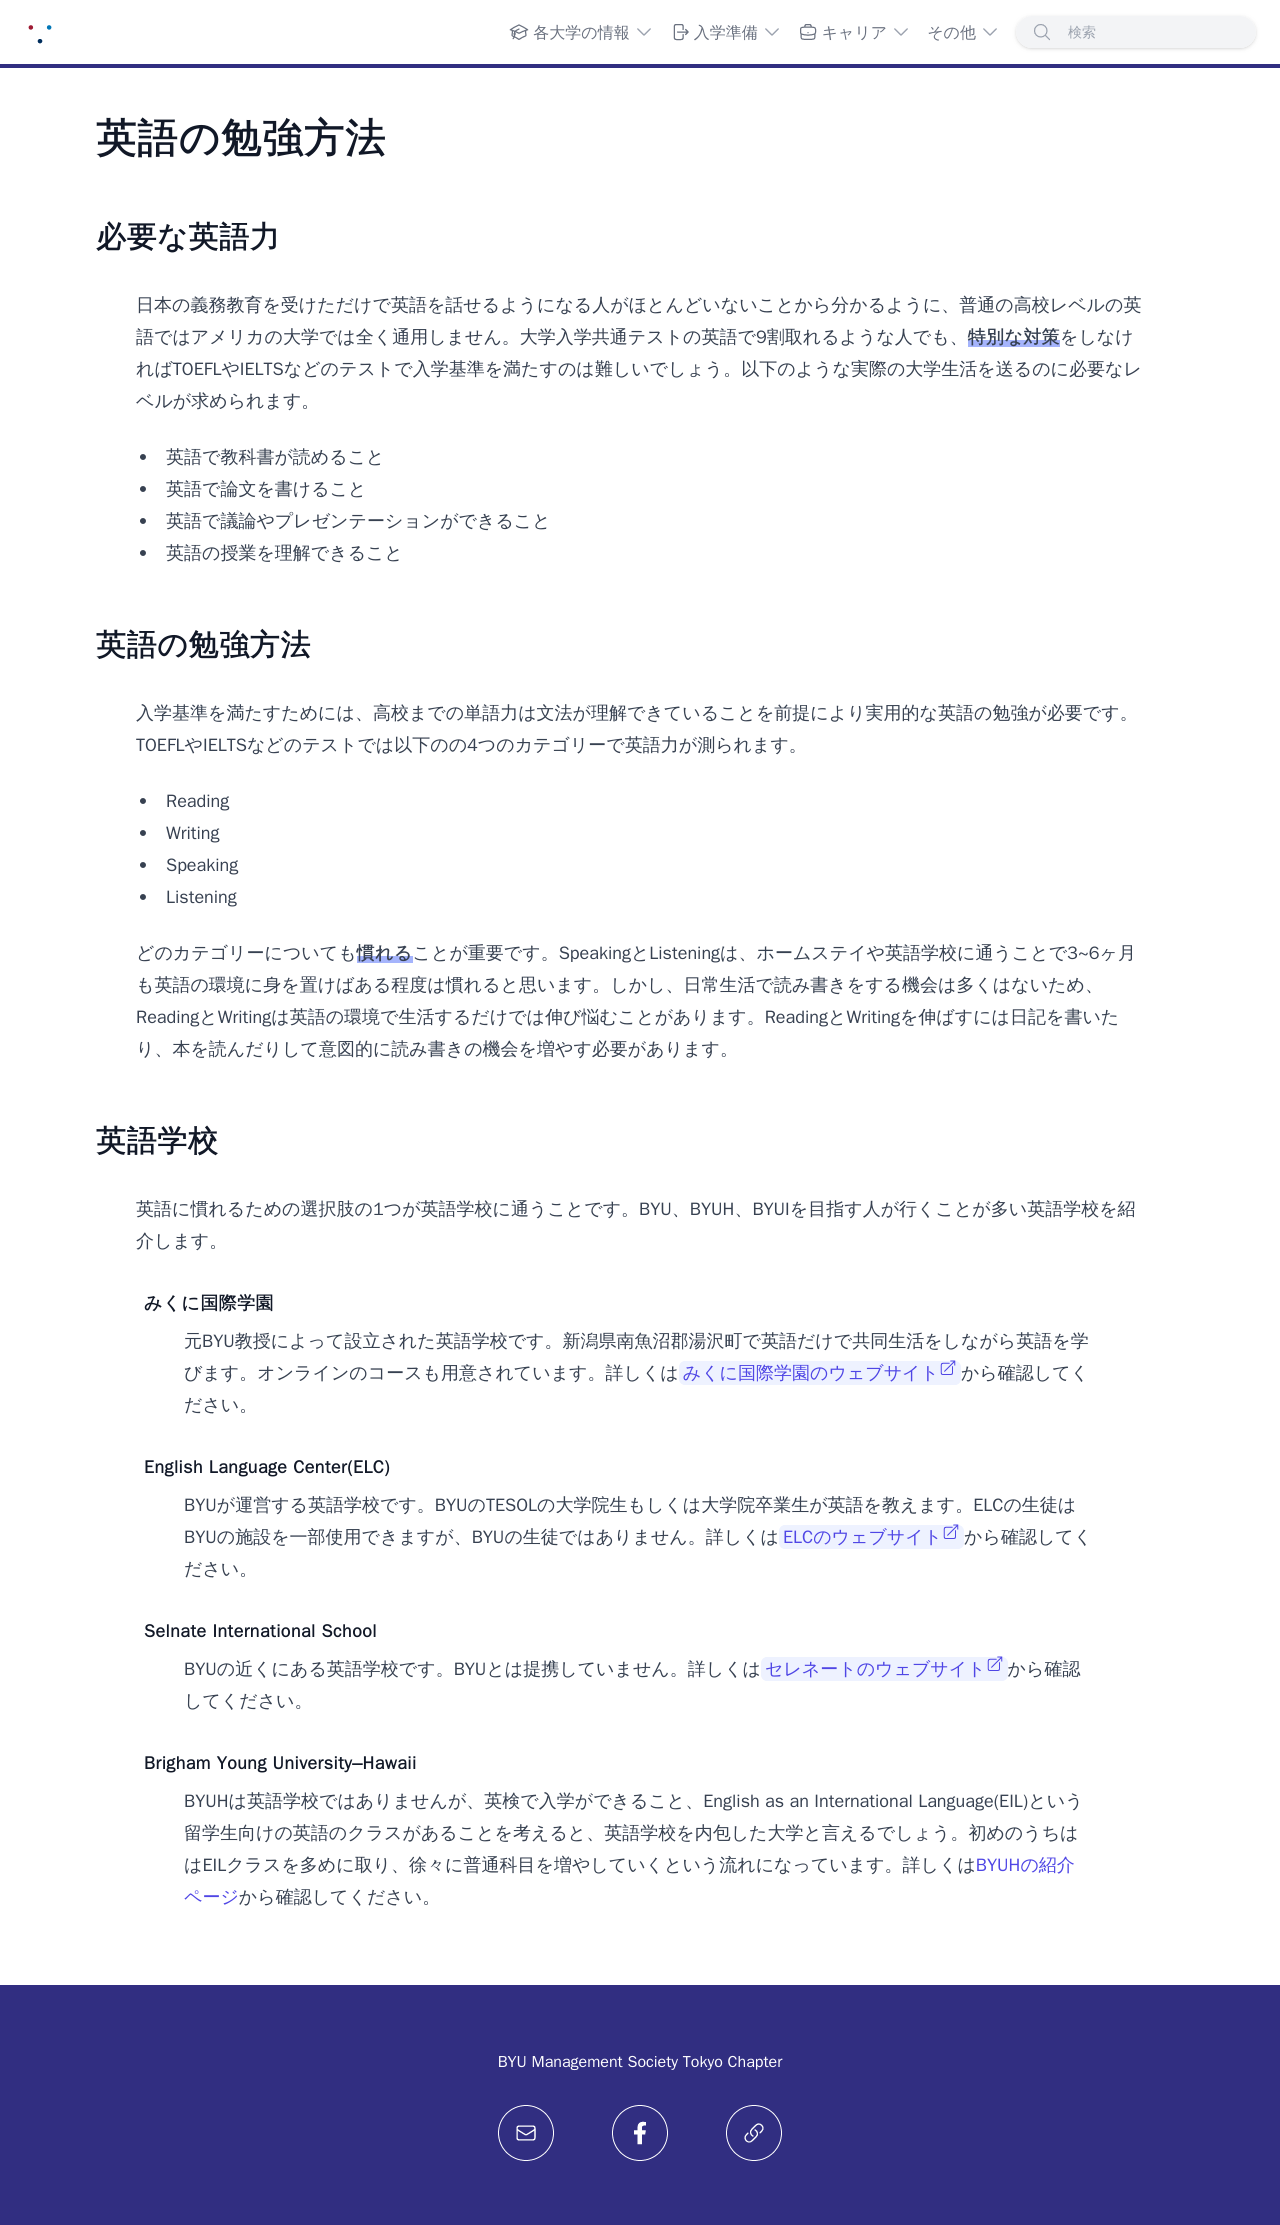 各大学の情報 入学準備 キャリア その他 検索
英語の勉強方法
必要な英語力
日本の義務教育を受けただけで英語を話せるようになる人がほとんどいないことから分かるように、普通の高校レベルの英
語ではアメリカの大学では全く通用しません。大学入学共通テストの英語で9割取れるような人でも、特別な対策をしなけ
ればTOEFLやIELTSなどのテストで入学基準を満たすのは難しいでしょう。以下のような実際の大学生活を送るのに必要なレ
ベルが求められます。
• 英語で教科書が読めること
• 英語で論文を書けること
• 英語で議論やプレゼンテーションができること
• 英語の授業を理解できること
英語の勉強方法
入学基準を満たすためには、高校までの単語力は文法が理解できていることを前提により実用的な英語の勉強が必要です。
TOEFLやIELTSなどのテストでは以下のの4つのカテゴリーで英語力が測られます。
• Reading
• Writing
• Speaking
• Listening
どのカテゴリーについても慣れることが重要です。SpeakingとListeningは、ホームステイや英語学校に通うことで3~6ヶ月
も英語の環境に身を置けばある程度は慣れると思います。しかし、日常生活で読み書きをする機会は多くはないため、
ReadingとWritingは英語の環境で生活するだけでは伸び悩むことがあります。ReadingとWritingを伸ばすには日記を書いた
り、本を読んだりして意図的に読み書きの機会を増やす必要があります。
英語学校
英語に慣れるための選択肢の1つが英語学校に通うことです。BYU、BYUH、BYUIを目指す人が行くことが多い英語学校を紹
介します。
みくに国際学園
元BYU教授によって設立された英語学校です。新潟県南魚沼郡湯沢町で英語だけで共同生活をしながら英語を学
びます。オンラインのコースも用意されています。詳しくはみくに国際学園のウェブサイトから確認してく
ださい。
English Language Center(ELC)
BYUが運営する英語学校です。BYUのTESOLの大学院生もしくは大学院卒業生が英語を教えます。ELCの生徒は
BYUの施設を一部使用できますが、BYUの生徒ではありません。詳しくはELCのウェブサイトから確認してく
ださい。
Selnate International School
BYUの近くにある英語学校です。BYUとは提携していません。詳しくはセレネートのウェブサイトから確認
してください。
Brigham Young University–Hawaii
BYUHは英語学校ではありませんが、英検で入学ができること、English as an International Language(EIL)という
留学生向けの英語のクラスがあることを考えると、英語学校を内包した大学と言えるでしょう。初めのうちは
はEILクラスを多めに取り、徐々に普通科目を増やしていくという流れになっています。詳しくはBYUHの紹介
ページから確認してください。
BYU Management Society Tokyo Chapter